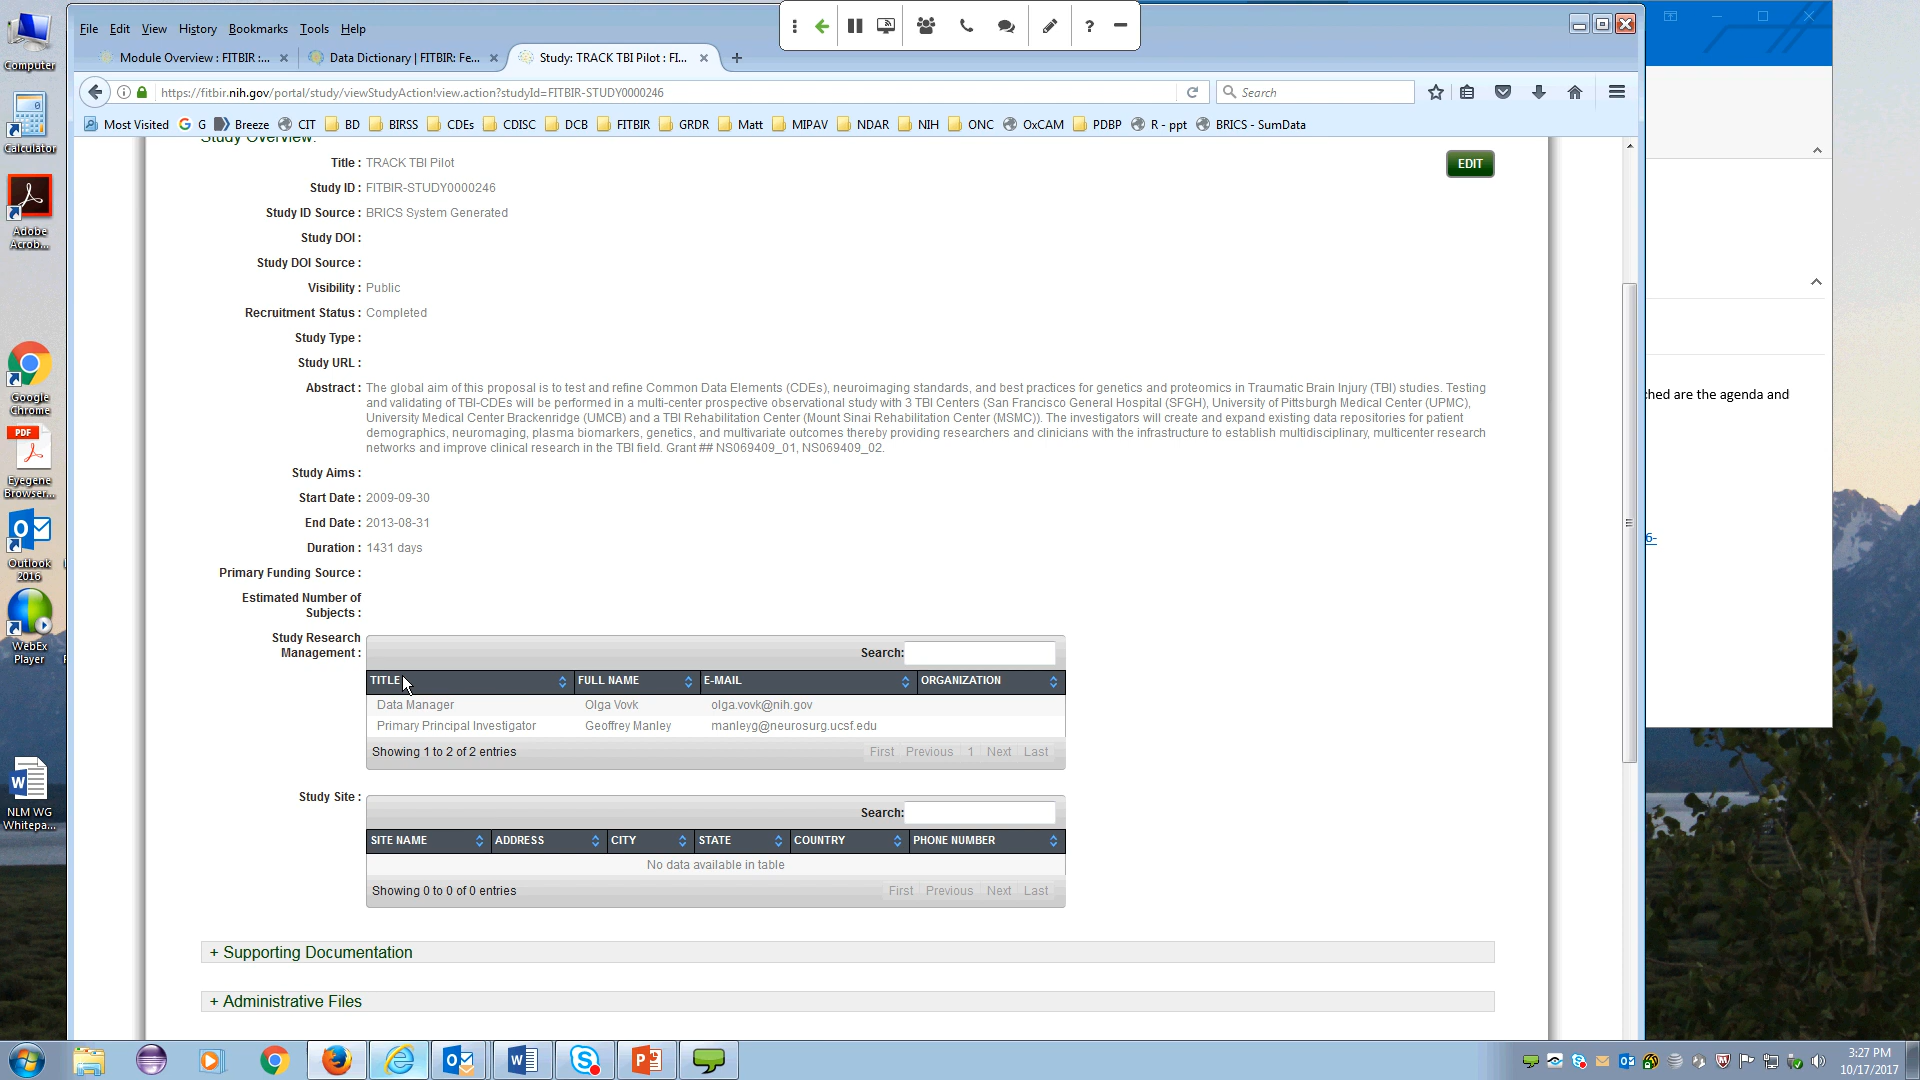 File Edit View History Bookmarks Tools Help
Module Overview : FITBIR :...
Data Dictionary | FITBIR: Fe...
Study: TRACK TBI Pilot : FI...
https://fitbir.nih.gov/portal/study/viewStudyAction!view.action?studyId=FITBIR-STUDY0000246
Search
Most Visited G Breeze CIT BD BIRSS CDEs CDISC DCB FITBIR GRDR Matt MIPAV NDAR NIH ONC OxCAM PDBP R - ppt BRICS - SumData
Study Overview:
Title : TRACK TBI Pilot
EDIT
Study ID : FITBIR-STUDY0000246
Study ID Source : BRICS System Generated
Study DOI :
Study DOI Source :
Visibility : Public
Recruitment Status : Completed
Study Type :
Study URL :
Abstract : The global aim of this proposal is to test and refine Common Data Elements (CDEs), neuroimaging standards, and best practices for genetics and proteomics in Traumatic Brain Injury (TBI) studies. Testing
and validating of TBI-CDEs will be performed in a multi-center prospective observational study with 3 TBI Centers (San Francisco General Hospital (SFGH), University of Pittsburgh Medical Center (UPMC),
University Medical Center Brackenridge (UMCB) and a TBI Rehabilitation Center (Mount Sinai Rehabilitation Center (MSMC)). The investigators will create and expand existing data repositories for patient
demographics, neuromaging, plasma biomarkers, genetics, and multivariate outcomes thereby providing researchers and clinicians with the infrastructure to establish multidisciplinary, multicenter research
networks and improve clinical research in the TBI field. Grant ## NS069409_01, NS069409_02.
Study Aims :
Start Date : 2009-09-30
End Date : 2013-08-31
Duration : 1431 days
Primary Funding Source :
Estimated Number of
Subjects :
Study Research
Management :
Search:
TITLE FULL NAME E-MAIL ORGANIZATION
Data Manager Olga Vovk olga.vovk@nih.gov
Primary Principal Investigator Geoffrey Manley manleyg@neurosurg.ucsf.edu
Showing 1 to 2 of 2 entries First Previous 1 Next Last
Study Site :
Search:
SITE NAME ADDRESS CITY STATE COUNTRY PHONE NUMBER
No data available in table
Showing 0 to 0 of 0 entries First Previous Next Last
+ Supporting Documentation
+ Administrative Files
ched are the agenda and
6-
Computer
Calculator
Adobe
Acrob...
Google
Chrome
PDF
Eyegene
Browser...
Outlook
2016
WebEx
Player
NLM WG
Whitepa...
3:27 PM
10/17/2017